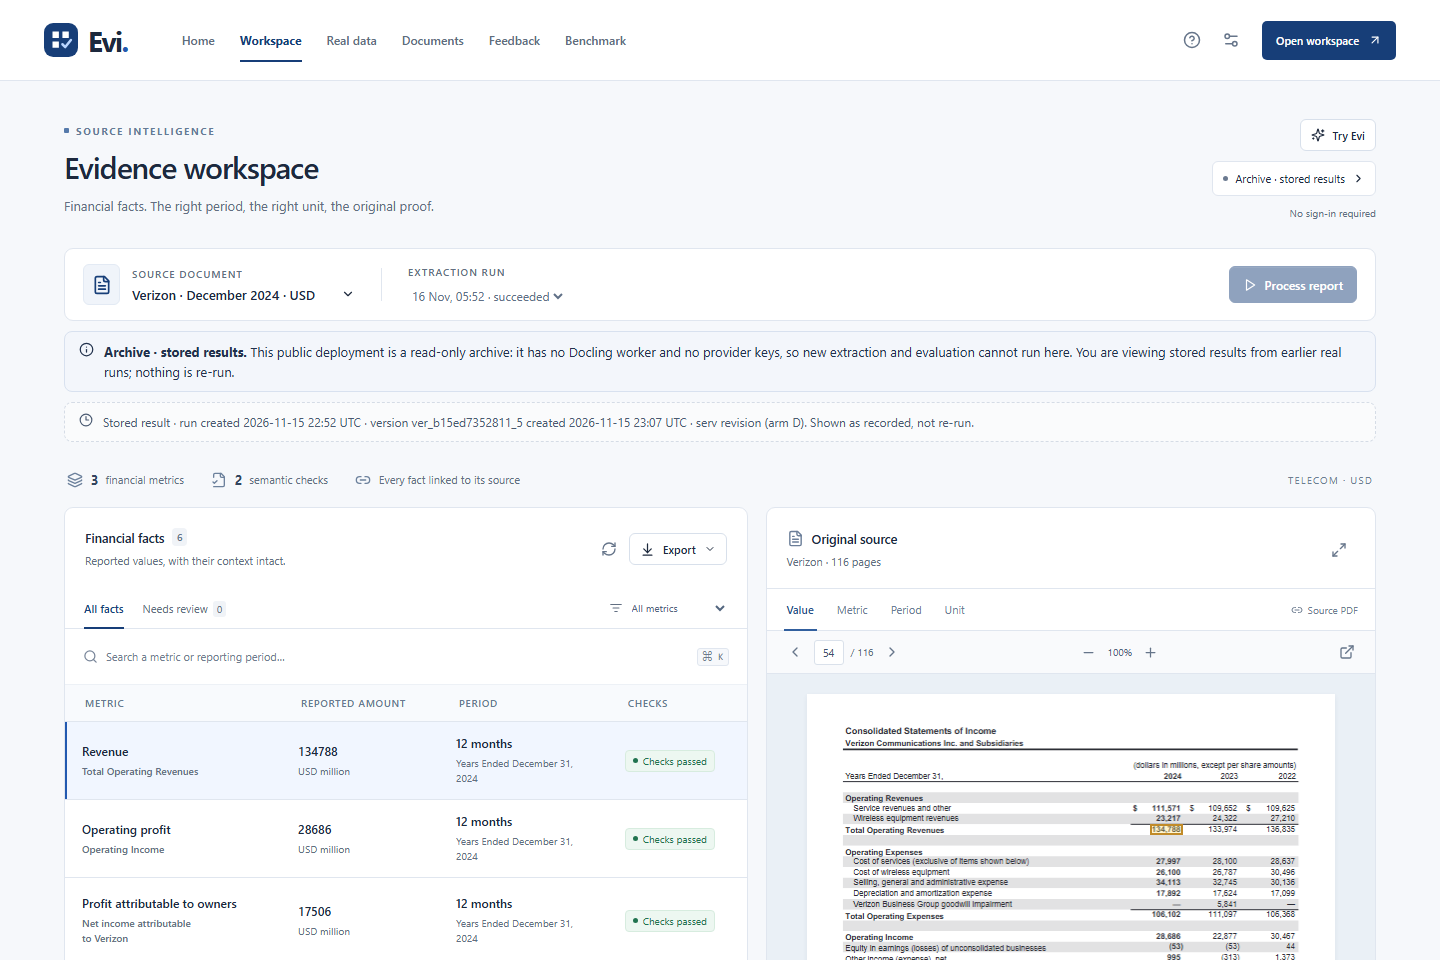 Evi.
Home
Workspace
Real data
Documents
Feedback
Benchmark
Open workspace
SOURCE INTELLIGENCE
Evidence workspace
Financial facts. The right period, the right unit, the original proof.
Try Evi
Archive · stored results
No sign-in required
SOURCE DOCUMENT
Verizon · December 2024 · USD
EXTRACTION RUN
16 Nov, 05:52 · succeeded
Process report
Archive · stored results. This public deployment is a read-only archive: it has no Docling worker and no provider keys, so new extraction and evaluation cannot run here. You are viewing stored results from earlier real
runs; nothing is re-run.
Stored result · run created 2026-11-15 22:52 UTC · version ver_b15ed7352811_5 created 2026-11-15 23:07 UTC · serv revision (arm D). Shown as recorded, not re-run.
3 financial metrics
2 semantic checks
Every fact linked to its source
TELECOM · USD
Financial facts 6
Reported values, with their context intact.
Export
All facts
Needs review 0
All metrics
Search a metric or reporting period...
⌘ K
METRIC REPORTED AMOUNT PERIOD CHECKS
Revenue
Total Operating Revenues
134788
USD million
12 months
Years Ended December 31,
2024
Checks passed
Operating profit
Operating Income
28686
USD million
12 months
Years Ended December 31,
2024
Checks passed
Profit attributable to owners
Net income attributable
to Verizon
17506
USD million
12 months
Years Ended December 31,
2024
Checks passed
Original source
Verizon · 116 pages
Value
Metric
Period
Unit
Source PDF
54 / 116
100%
Consolidated Statements of Income
Verizon Communications Inc. and Subsidiaries
(dollars in millions, except per share amounts)
Years Ended December 31, 2024 2023 2022
Operating Revenues
Service revenues and other $ 111,571 $ 109,652 $ 109,625
Wireless equipment revenues 23,217 24,322 27,210
Total Operating Revenues 134,788 133,974 136,835
Operating Expenses
Cost of services (exclusive of items shown below) 27,997 28,100 28,637
Cost of wireless equipment 26,100 26,787 30,496
Selling, general and administrative expense 34,113 32,745 30,136
Depreciation and amortization expense 17,892 17,624 17,099
Verizon Business Group goodwill impairment — 5,841 —
Total Operating Expenses 106,102 111,097 106,368
Operating Income 28,686 22,877 30,467
Equity in earnings (losses) of unconsolidated businesses (53) (53) 44
Other income (expense), net 995 (313) 1,373